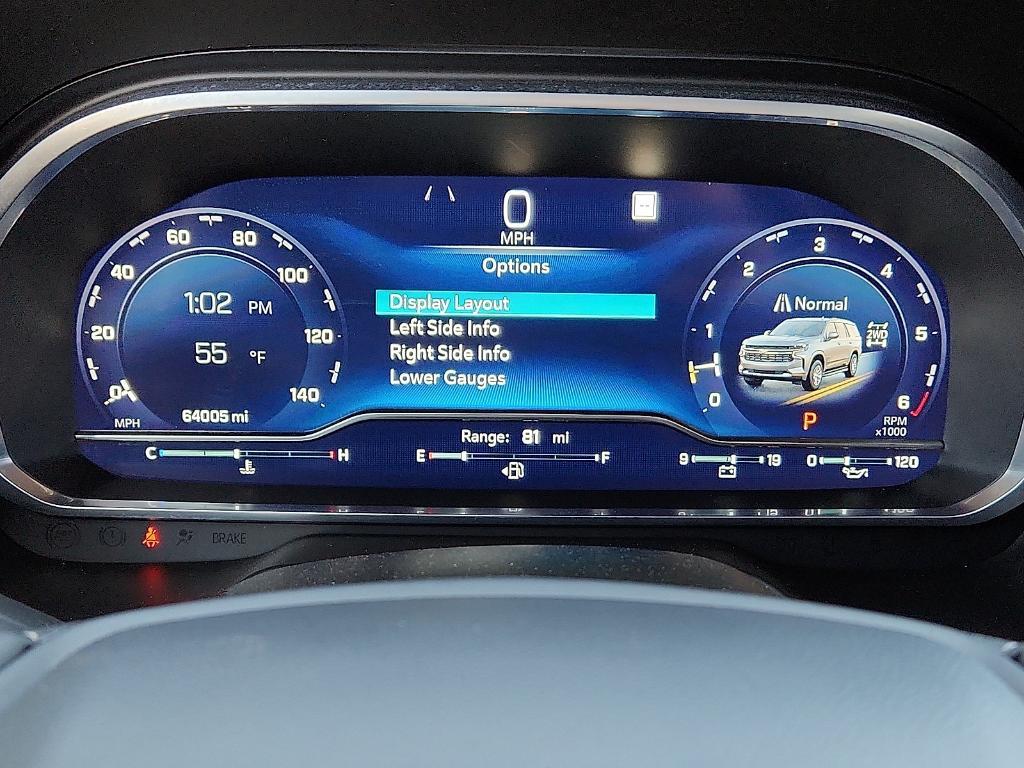 0
MPH
Options
Display Layout
Left Side Info
Right Side Info
Lower Gauges
0
20
40
60
80
100
120
140
MPH
1:02 PM
55 °F
64005 mi
0
1
2
3
4
5
6
RPM
x1000
Normal
2WD
P
Range: 81 mi
C H
E F
9 19
0 120
BRAKE